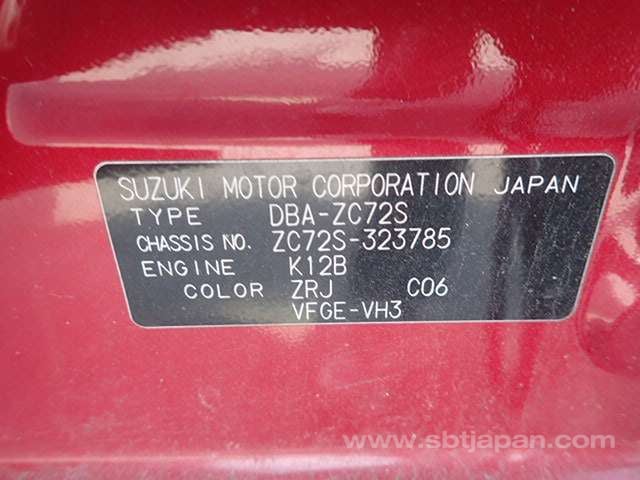 SUZUKI MOTOR CORPORATION JAPAN
TYPE DBA-ZC72S
CHASSIS NO. ZC72S-323785
ENGINE K12B
COLOR ZRJ C06
VFGE-VH3
www.sbtjapan.com